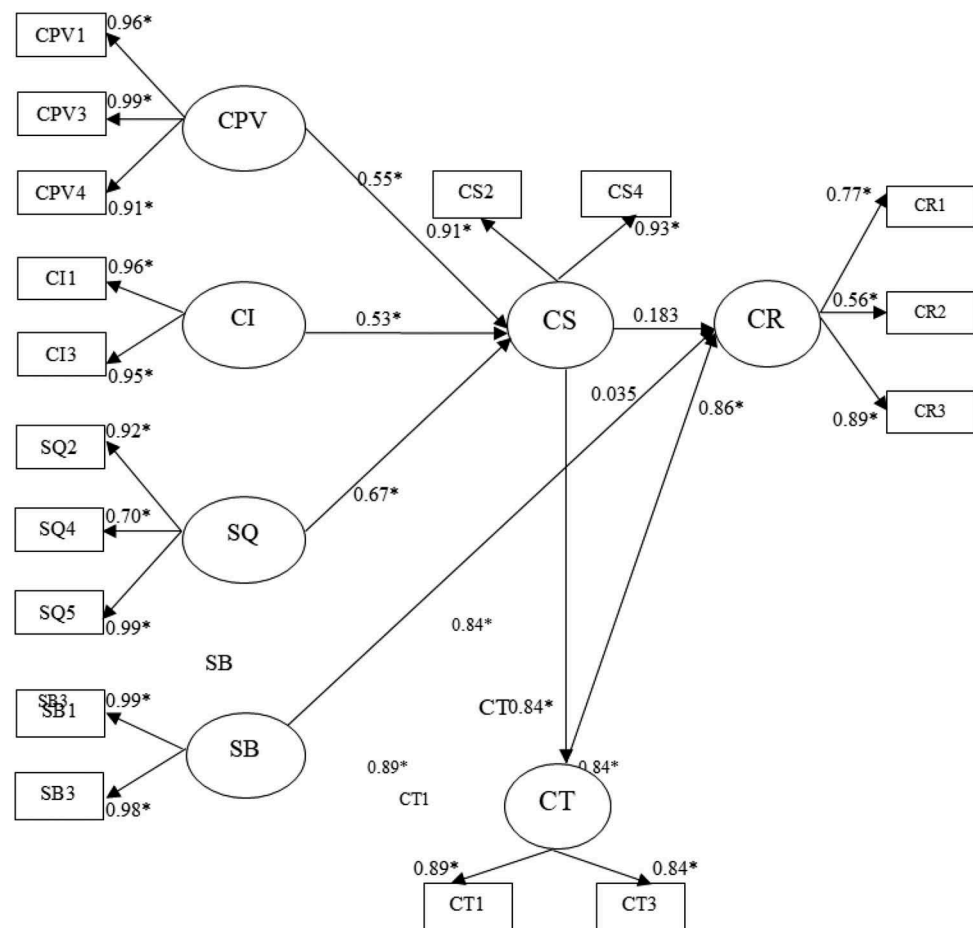 CPV1
0.96*
CPV3
0.99*
CPV4
0.91*
CPV
0.55*
CI1
0.96*
CI3
0.95*
CI
0.53*
SQ2
0.92*
SQ4
0.70*
SQ5
0.99*
SQ
0.67*
SB
SB3
SB1
0.99*
SB3
0.98*
SB
CS2
0.91*
CS4
0.93*
CS
0.183
0.035
0.86*
CR
0.77*
CR1
0.56*
CR2
0.89*
CR3
0.84*
CT
0.84*
0.89*
CT1
0.84*
CT
0.89*
CT1
0.84*
CT3